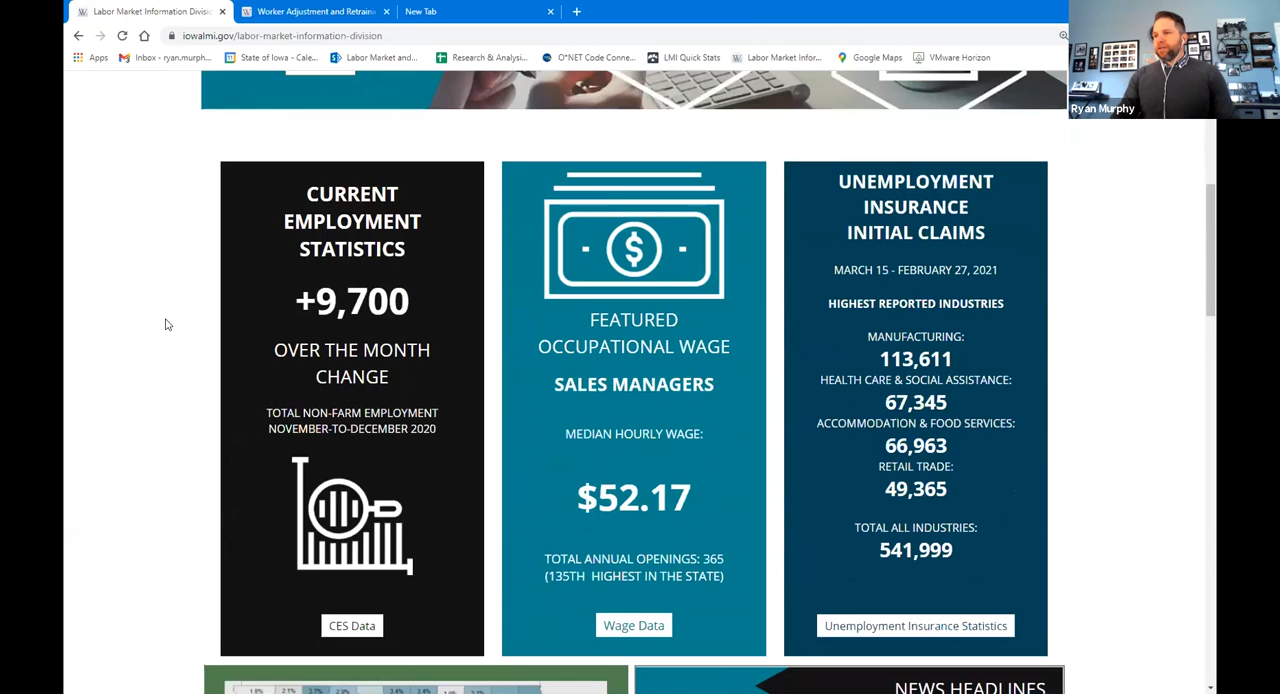 Labor Market Information Divisi
Worker Adjustment and Retraine
New Tab
iowalmi.gov/labor-market-information-division
Apps
Inbox - ryan.murph...
State of Iowa - Cale...
Labor Market and...
Research & Analysi...
O*NET Code Conne...
LMI Quick Stats
Labor Market Infor...
Google Maps
VMware Horizon
Ryan Murphy
CURRENT
EMPLOYMENT
STATISTICS
+9,700
OVER THE MONTH
CHANGE
TOTAL NON-FARM EMPLOYMENT
NOVEMBER-TO-DECEMBER 2020
CES Data
FEATURED
OCCUPATIONAL WAGE
SALES MANAGERS
MEDIAN HOURLY WAGE:
$52.17
TOTAL ANNUAL OPENINGS: 365
(135TH HIGHEST IN THE STATE)
Wage Data
UNEMPLOYMENT
INSURANCE
INITIAL CLAIMS
MARCH 15 - FEBRUARY 27, 2021
HIGHEST REPORTED INDUSTRIES
MANUFACTURING:
113,611
HEALTH CARE & SOCIAL ASSISTANCE:
67,345
ACCOMMODATION & FOOD SERVICES:
66,963
RETAIL TRADE:
49,365
TOTAL ALL INDUSTRIES:
541,999
Unemployment Insurance Statistics
NEWS HEADLINES